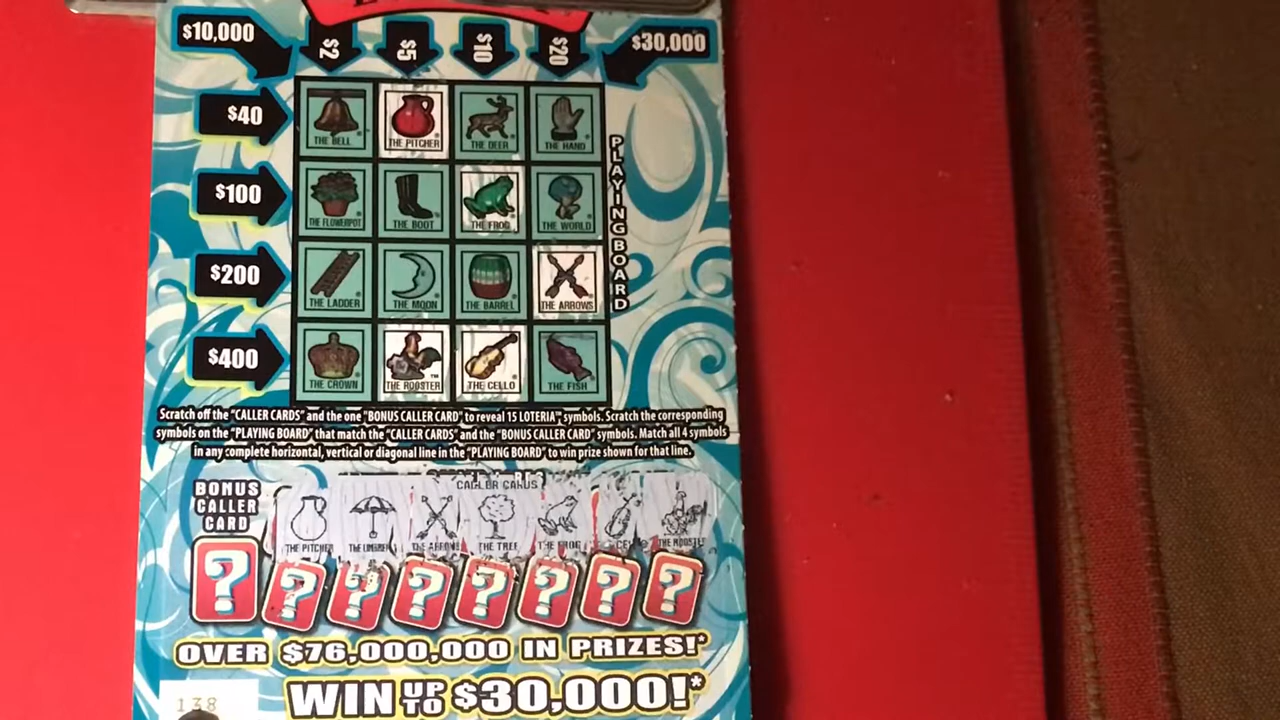 $10,000
$2 $5 $10 $20
$30,000
$40
THE BELL THE PITCHER THE DEER THE HAND
$100
THE FLOWERPOT THE BOOT THE FROG THE WORLD
$200
THE LADDER THE MOON THE BARREL THE ARROWS
$400
THE CROWN THE ROOSTER™ THE CELLO THE FISH
PLAYING BOARD
Scratch off the "CALLER CARDS" and the one "BONUS CALLER CARD" to reveal 15 LOTERIA™ symbols. Scratch the corresponding
symbols on the "PLAYING BOARD" that match the "CALLER CARDS" and the "BONUS CALLER CARD" symbols. Match all 4 symbols
in any complete horizontal, vertical or diagonal line in the "PLAYING BOARD" to win prize shown for that line.
CALLER CARDS
BONUS
CALLER
CARD
THE PITCHER THE ARROWS THE TREE THE FROG THE ROOSTER
? ? ? ? ? ? ? ?
OVER $76,000,000 IN PRIZES!*
WIN UP TO $30,000!*
138